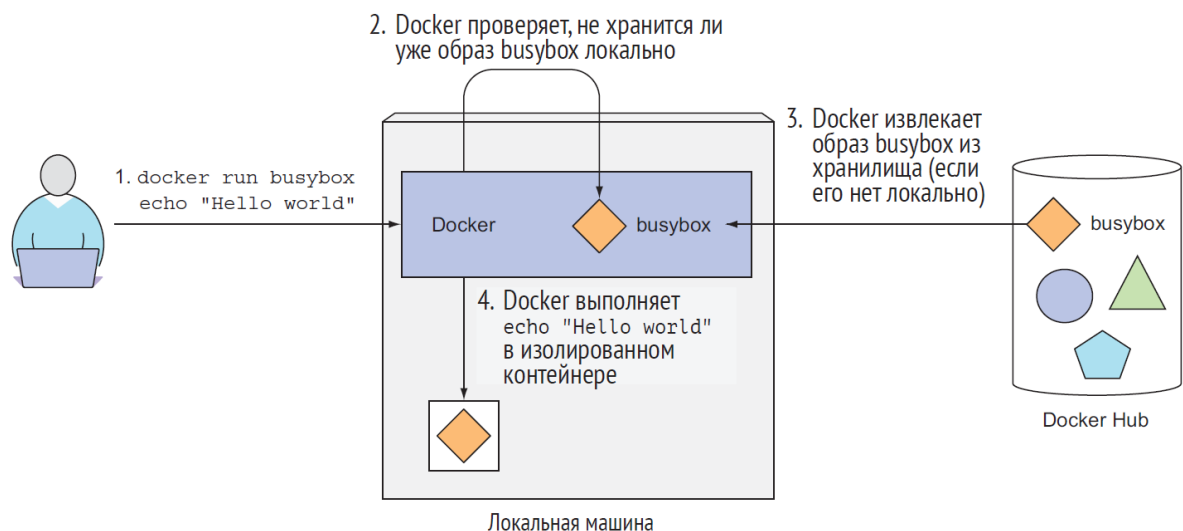 2. Docker проверяет, не хранится ли
уже образ busybox локально
1. docker run busybox
echo "Hello world"
3. Docker извлекает
образ busybox из
хранилища (если
его нет локально)
Docker
busybox
busybox
4. Docker выполняет
echo "Hello world"
в изолированном
контейнере
Docker Hub
Локальная машина